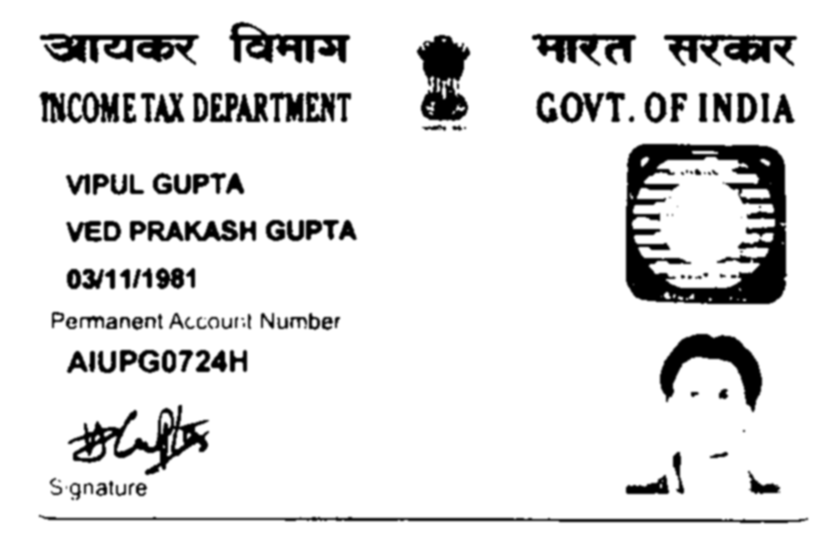 आयकर विभाग
भारत सरकार
INCOME TAX DEPARTMENT
GOVT. OF INDIA
VIPUL GUPTA
VED PRAKASH GUPTA
03/11/1981
Permanent Account Number
AIUPG0724H
Signature